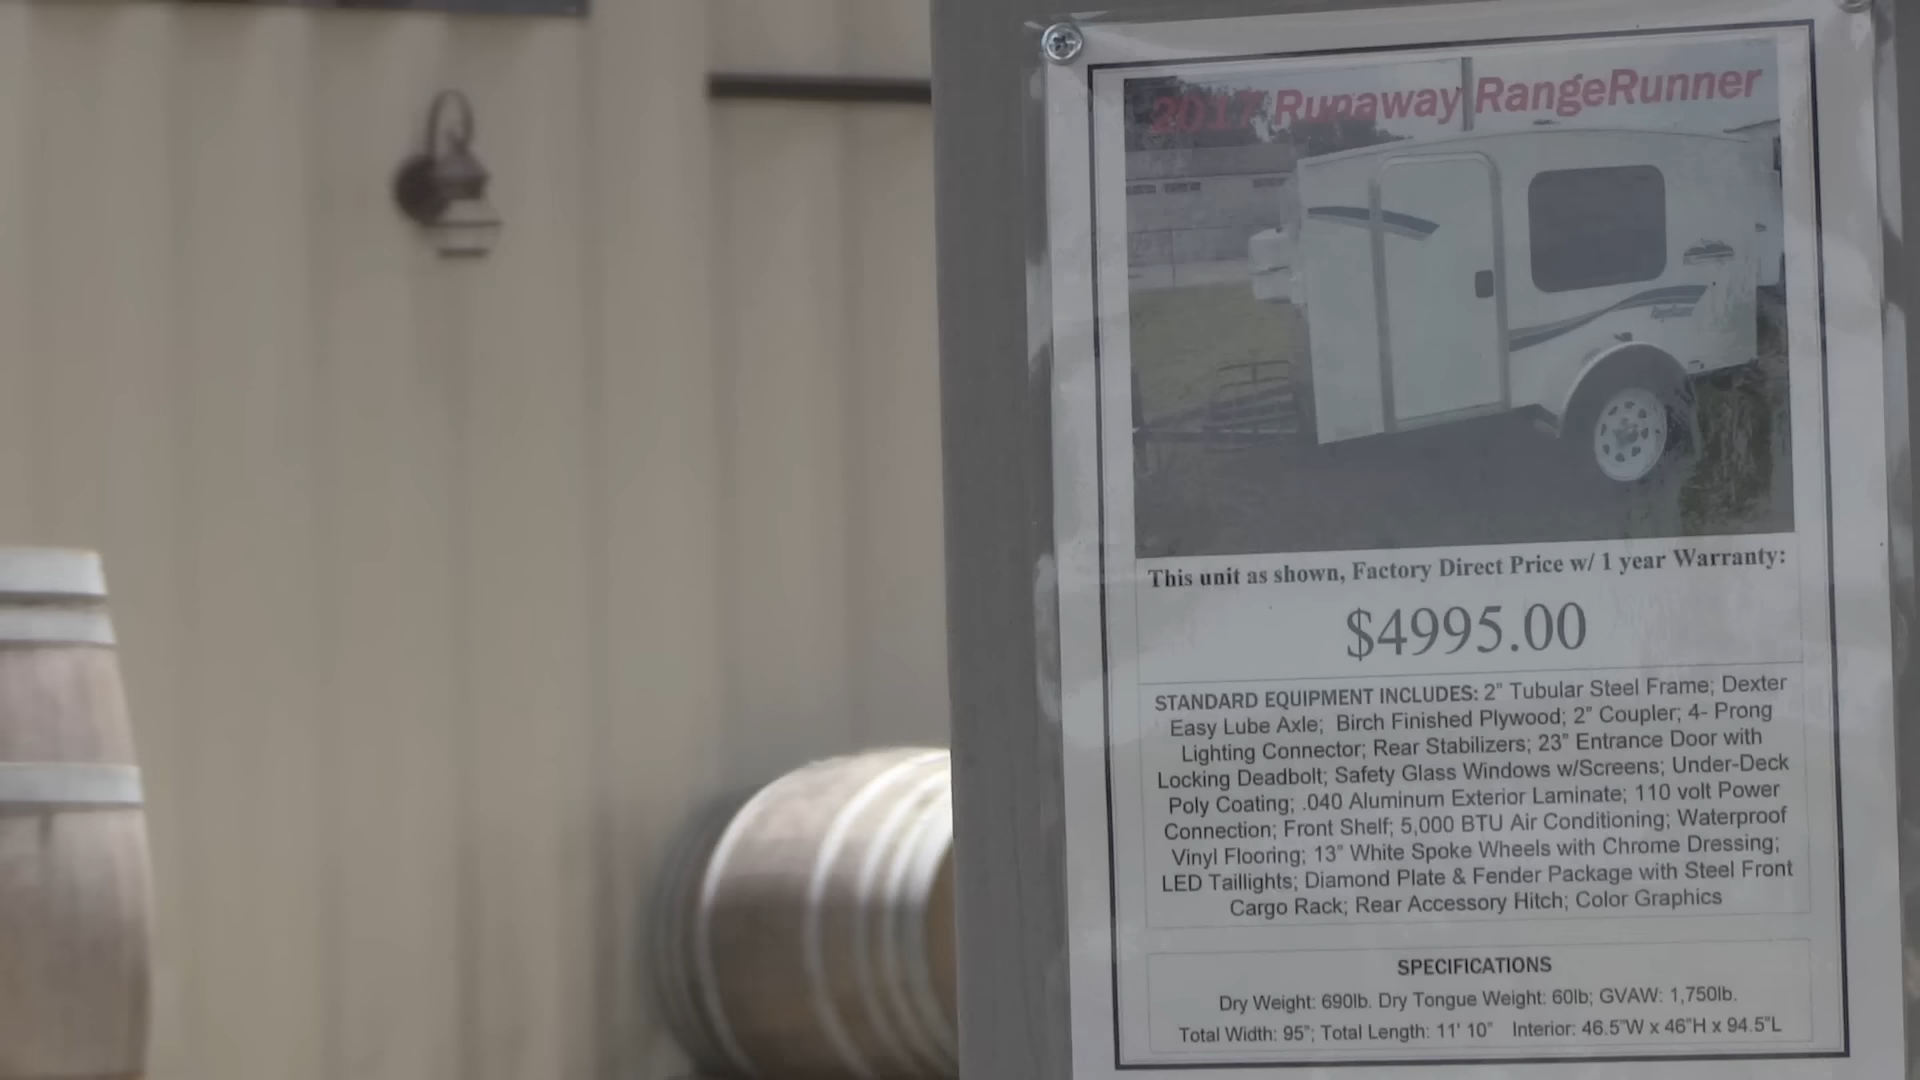 2017 Runaway RangeRunner
This unit as shown, Factory Direct Price w/ 1 year Warranty:
$4995.00
STANDARD EQUIPMENT INCLUDES: 2" Tubular Steel Frame; Dexter
Easy Lube Axle; Birch Finished Plywood; 2" Coupler; 4- Prong
Lighting Connector; Rear Stabilizers; 23" Entrance Door with
Locking Deadbolt; Safety Glass Windows w/Screens; Under-Deck
Poly Coating; .040 Aluminum Exterior Laminate; 110 volt Power
Connection; Front Shelf; 5,000 BTU Air Conditioning; Waterproof
Vinyl Flooring; 13" White Spoke Wheels with Chrome Dressing;
LED Taillights; Diamond Plate & Fender Package with Steel Front
Cargo Rack; Rear Accessory Hitch; Color Graphics
SPECIFICATIONS
Dry Weight: 690lb. Dry Tongue Weight: 60lb; GVAW: 1,750lb.
Total Width: 95"; Total Length: 11' 10" Interior: 46.5"W x 46"H x 94.5"L